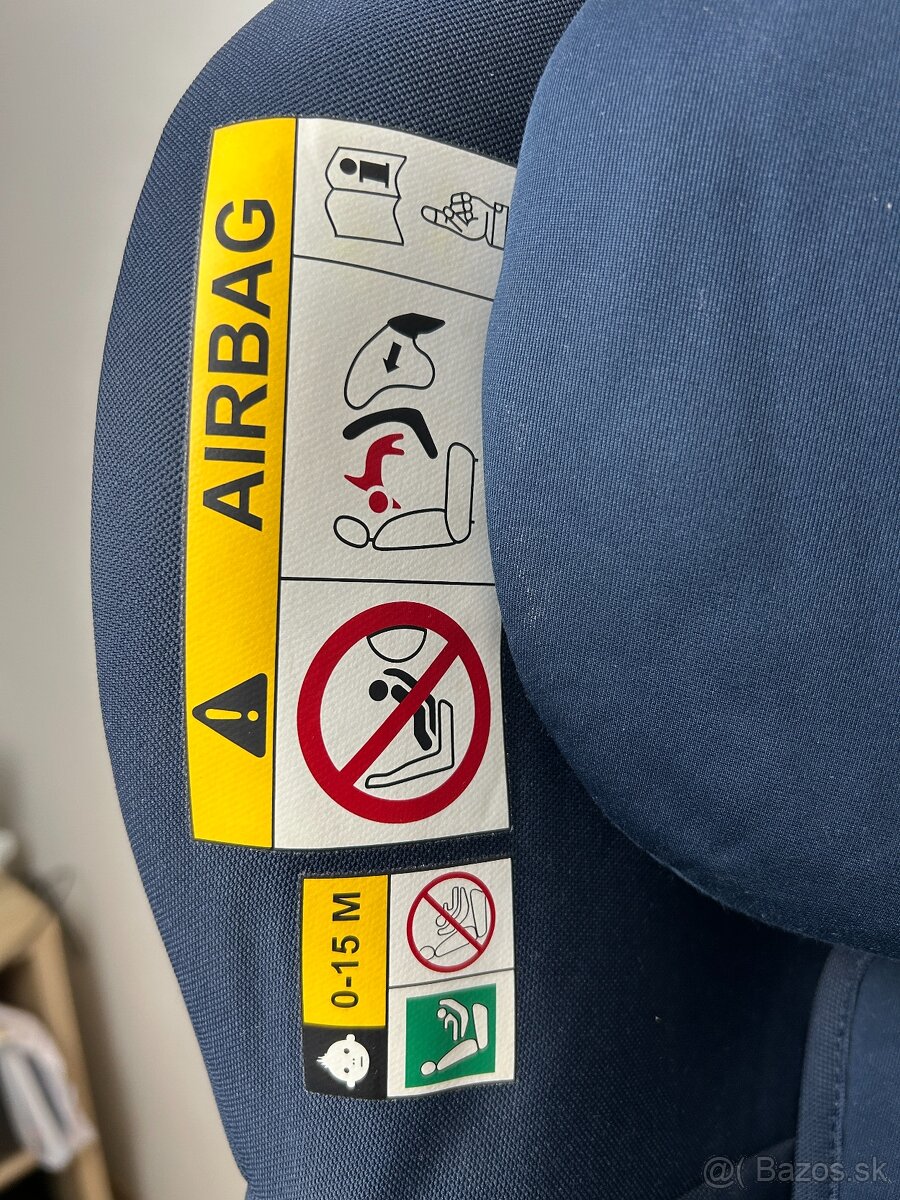 AIRBAG
i
0-15 M
@( Bazos.sk